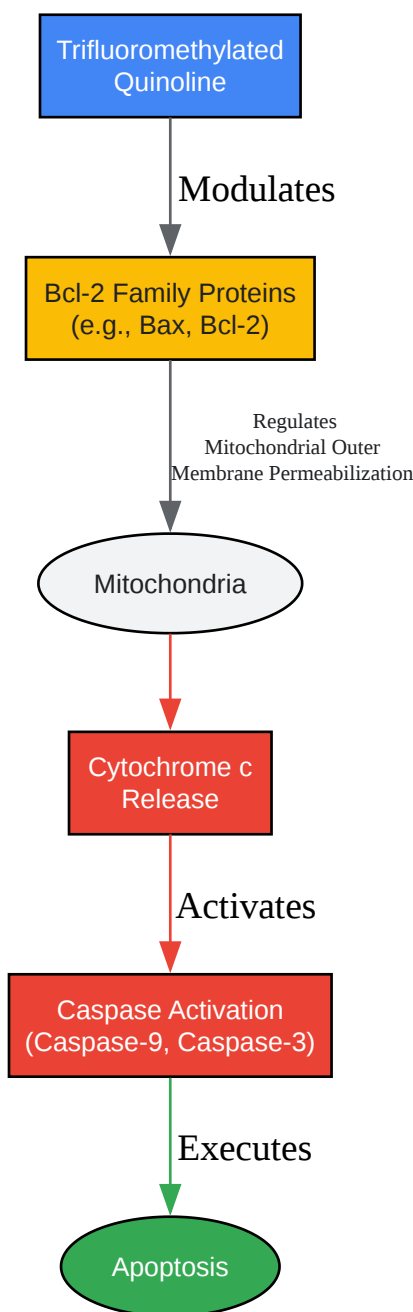 Trifluoromethylated
Quinoline
Modulates
Bcl-2 Family Proteins
(e.g., Bax, Bcl-2)
Regulates
Mitochondrial Outer
Membrane Permeabilization
Mitochondria
Cytochrome c
Release
Activates
Caspase Activation
(Caspase-9, Caspase-3)
Executes
Apoptosis